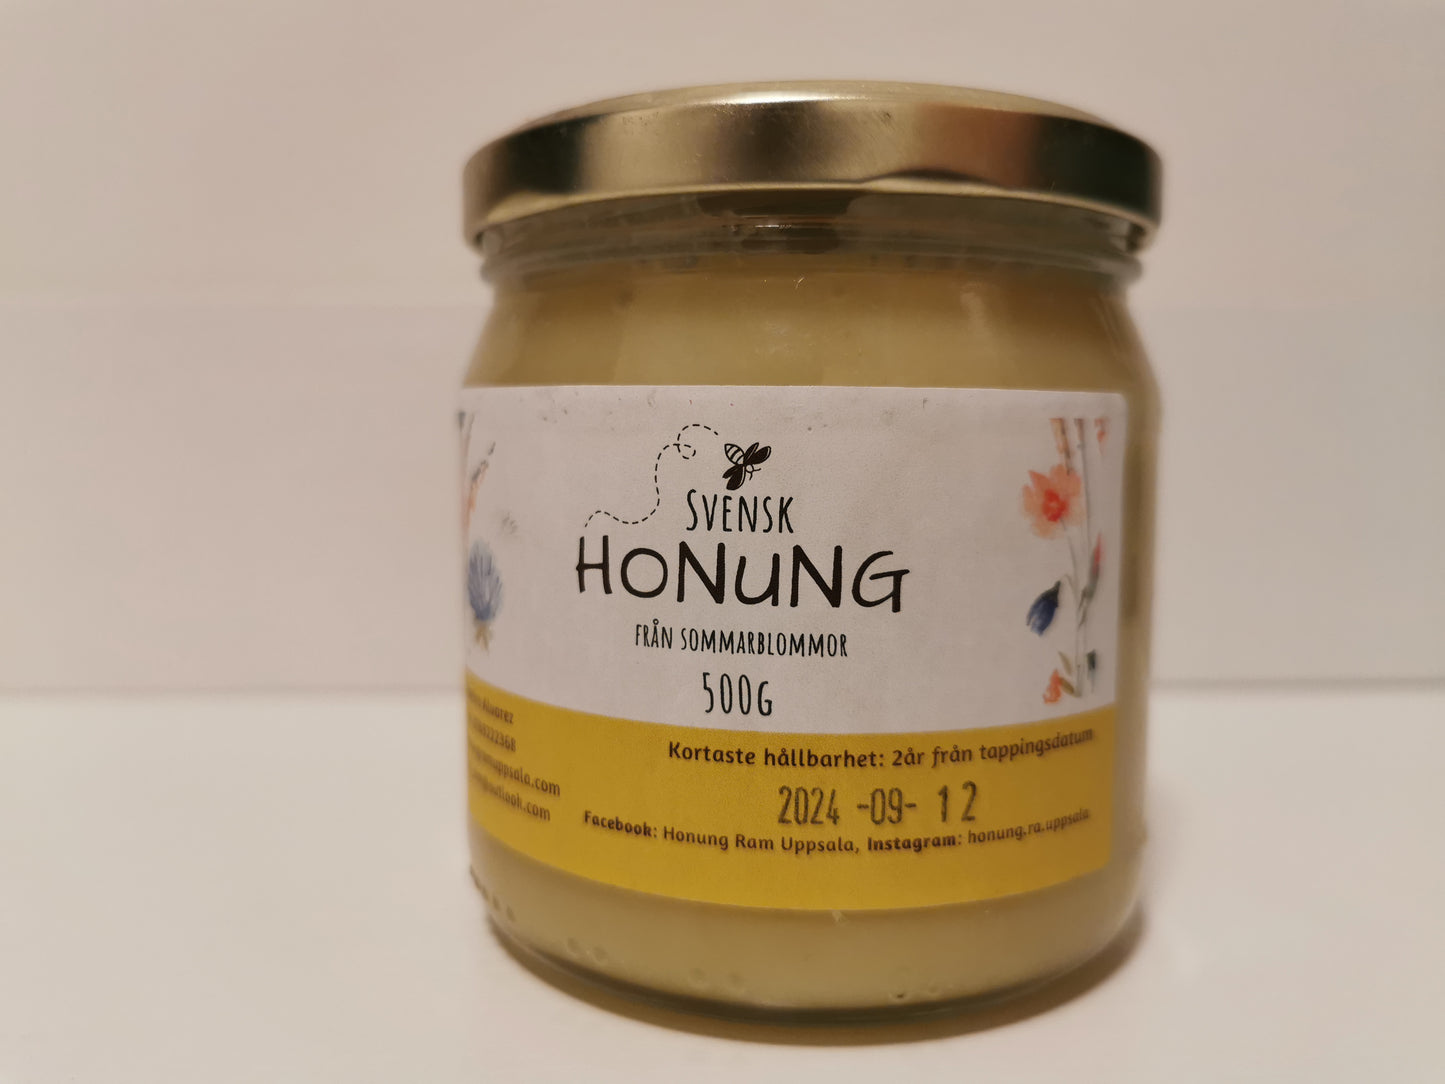 SVENSK
HONUNG
FRÅN SOMMARBLOMMOR
500G
Alvarez
Kortaste hållbarhet: 2år från tappingsdatum
2024 -09- 12
Facebook: Honung Ram Uppsala, Instagram: honung.ra.uppsala